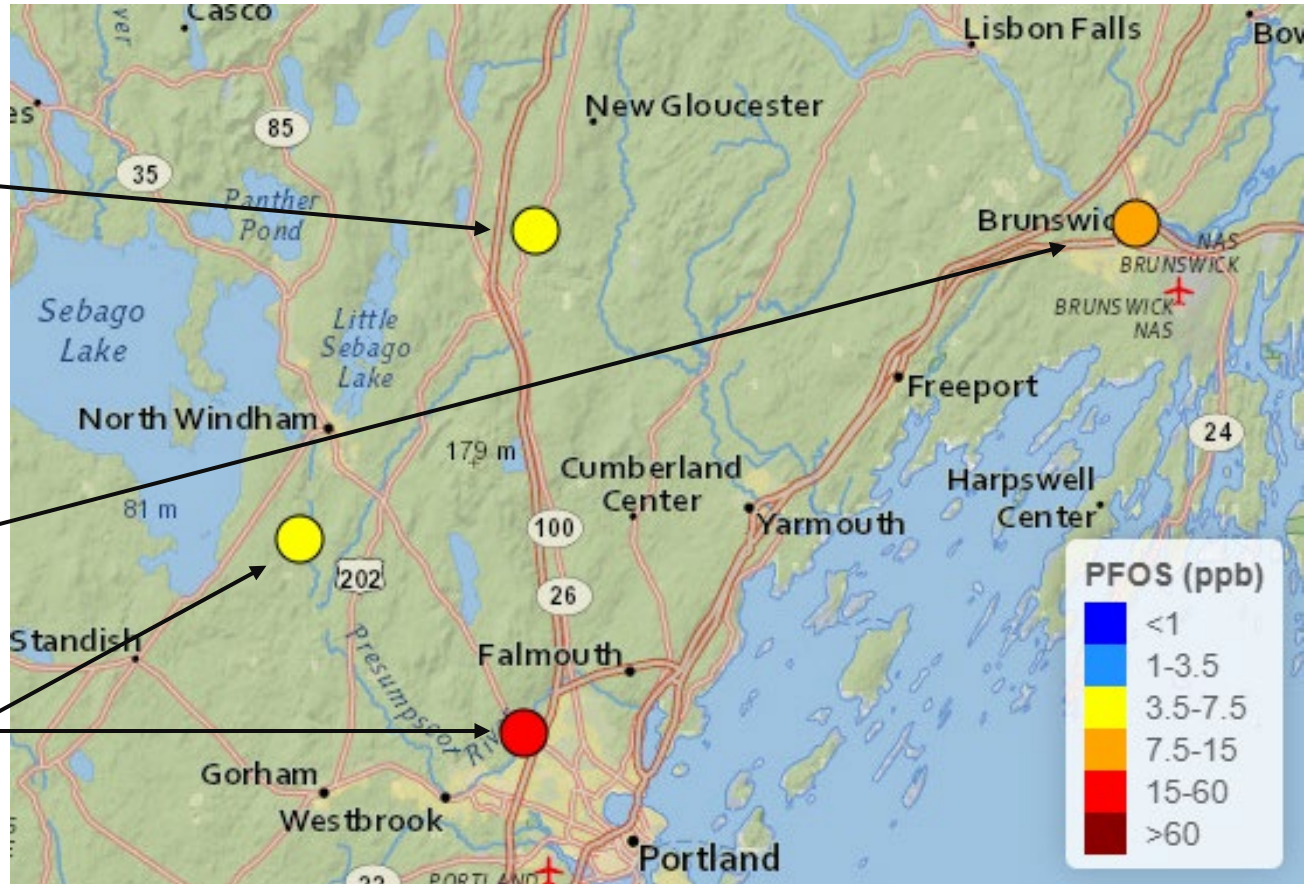 Casco
Lisbon Falls
Bow
New Gloucester
85
35
Panther
Pond
Brunswic
NAS
BRUNSWICK
BRUNSWICK
NAS
Sebago
Lake
Little
Sebago
Lake
Freeport
North Windham
24
179 m
Cumberland
Center
Harpswell
Center
81 m
100
Yarmouth
202
26
Standish
Falmouth
Presumpscot
Gorham
Westbrook
Portland
PORTLAND
PFOS (ppb)
<1
1-3.5
3.5-7.5
7.5-15
15-60
>60